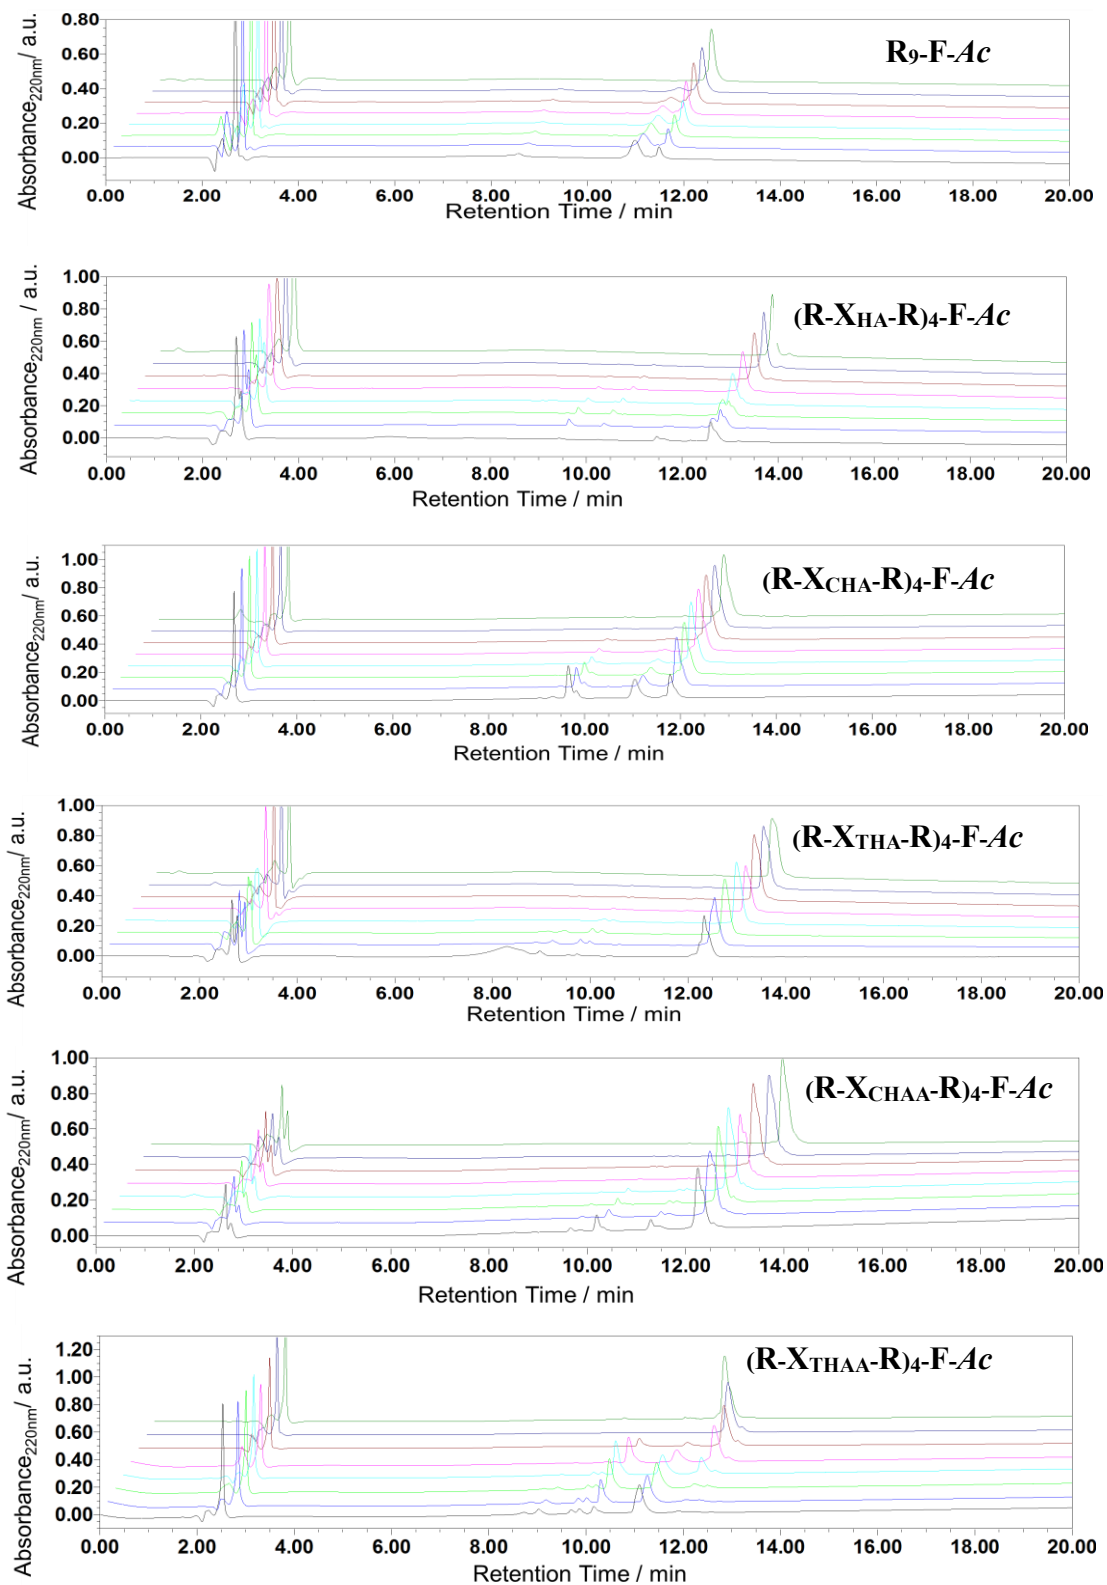 R9-F-Ac
Absorbance220nm/ a.u.
0.80
0.60
0.40
0.20
0.00
0.00 2.00 4.00 6.00 8.00 10.00 12.00 14.00 16.00 18.00 20.00
Retention Time / min
(R-XHA-R)4-F-Ac
Absorbance220nm / a.u.
1.00
0.80
0.60
0.40
0.20
0.00
0.00 2.00 4.00 6.00 8.00 10.00 12.00 14.00 16.00 18.00 20.00
Retention Time / min
(R-XCHA-R)4-F-Ac
Absorbance220nm/ a.u.
1.00
0.80
0.60
0.40
0.20
0.00
0.00 2.00 4.00 6.00 8.00 10.00 12.00 14.00 16.00 18.00 20.00
Retention Time / min
(R-XTHA-R)4-F-Ac
Absorbance220nm/ a.u.
1.00
0.80
0.60
0.40
0.20
0.00
0.00 2.00 4.00 6.00 8.00 10.00 12.00 14.00 16.00 18.00 20.00
Retention Time / min
(R-XCHAA-R)4-F-Ac
Absorbance220nm/ a.u.
1.00
0.80
0.60
0.40
0.20
0.00
0.00 2.00 4.00 6.00 8.00 10.00 12.00 14.00 16.00 18.00 20.00
Retention Time / min
(R-XTHAA-R)4-F-Ac
Absorbance220nm/ a.u.
1.20
1.00
0.80
0.60
0.40
0.20
0.00
0.00 2.00 4.00 6.00 8.00 10.00 12.00 14.00 16.00 18.00 20.00
Retention Time / min